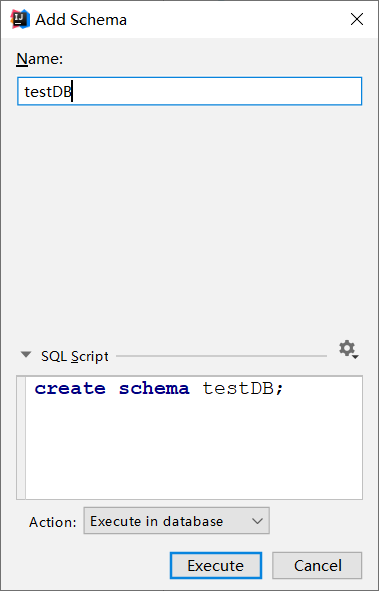 Add Schema
Name:
testDB
SQL Script
create schema testDB;
Action: Execute in database
Execute Cancel